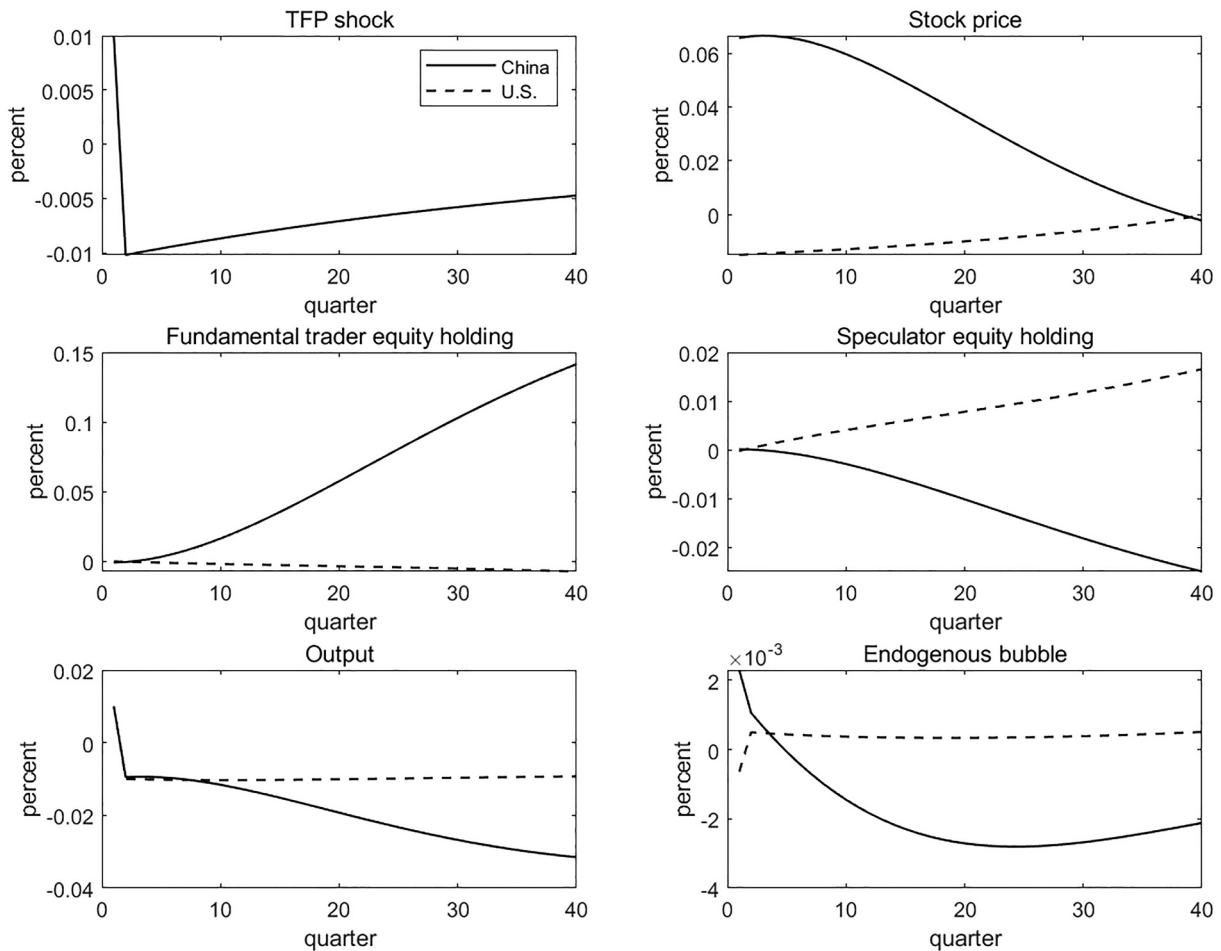 TFP shock
0.01
0.005
0
-0.005
-0.01
percent
0 10 20 30 40
quarter
China
U.S.
Stock price
0.06
0.04
0.02
0
percent
0 10 20 30 40
quarter
Fundamental trader equity holding
0.15
0.1
0.05
0
percent
0 10 20 30 40
quarter
Speculator equity holding
0.02
0.01
0
-0.01
-0.02
percent
0 10 20 30 40
quarter
Output
0.02
0
-0.02
-0.04
percent
0 10 20 30 40
quarter
×10⁻³
Endogenous bubble
2
0
-2
-4
percent
0 10 20 30 40
quarter